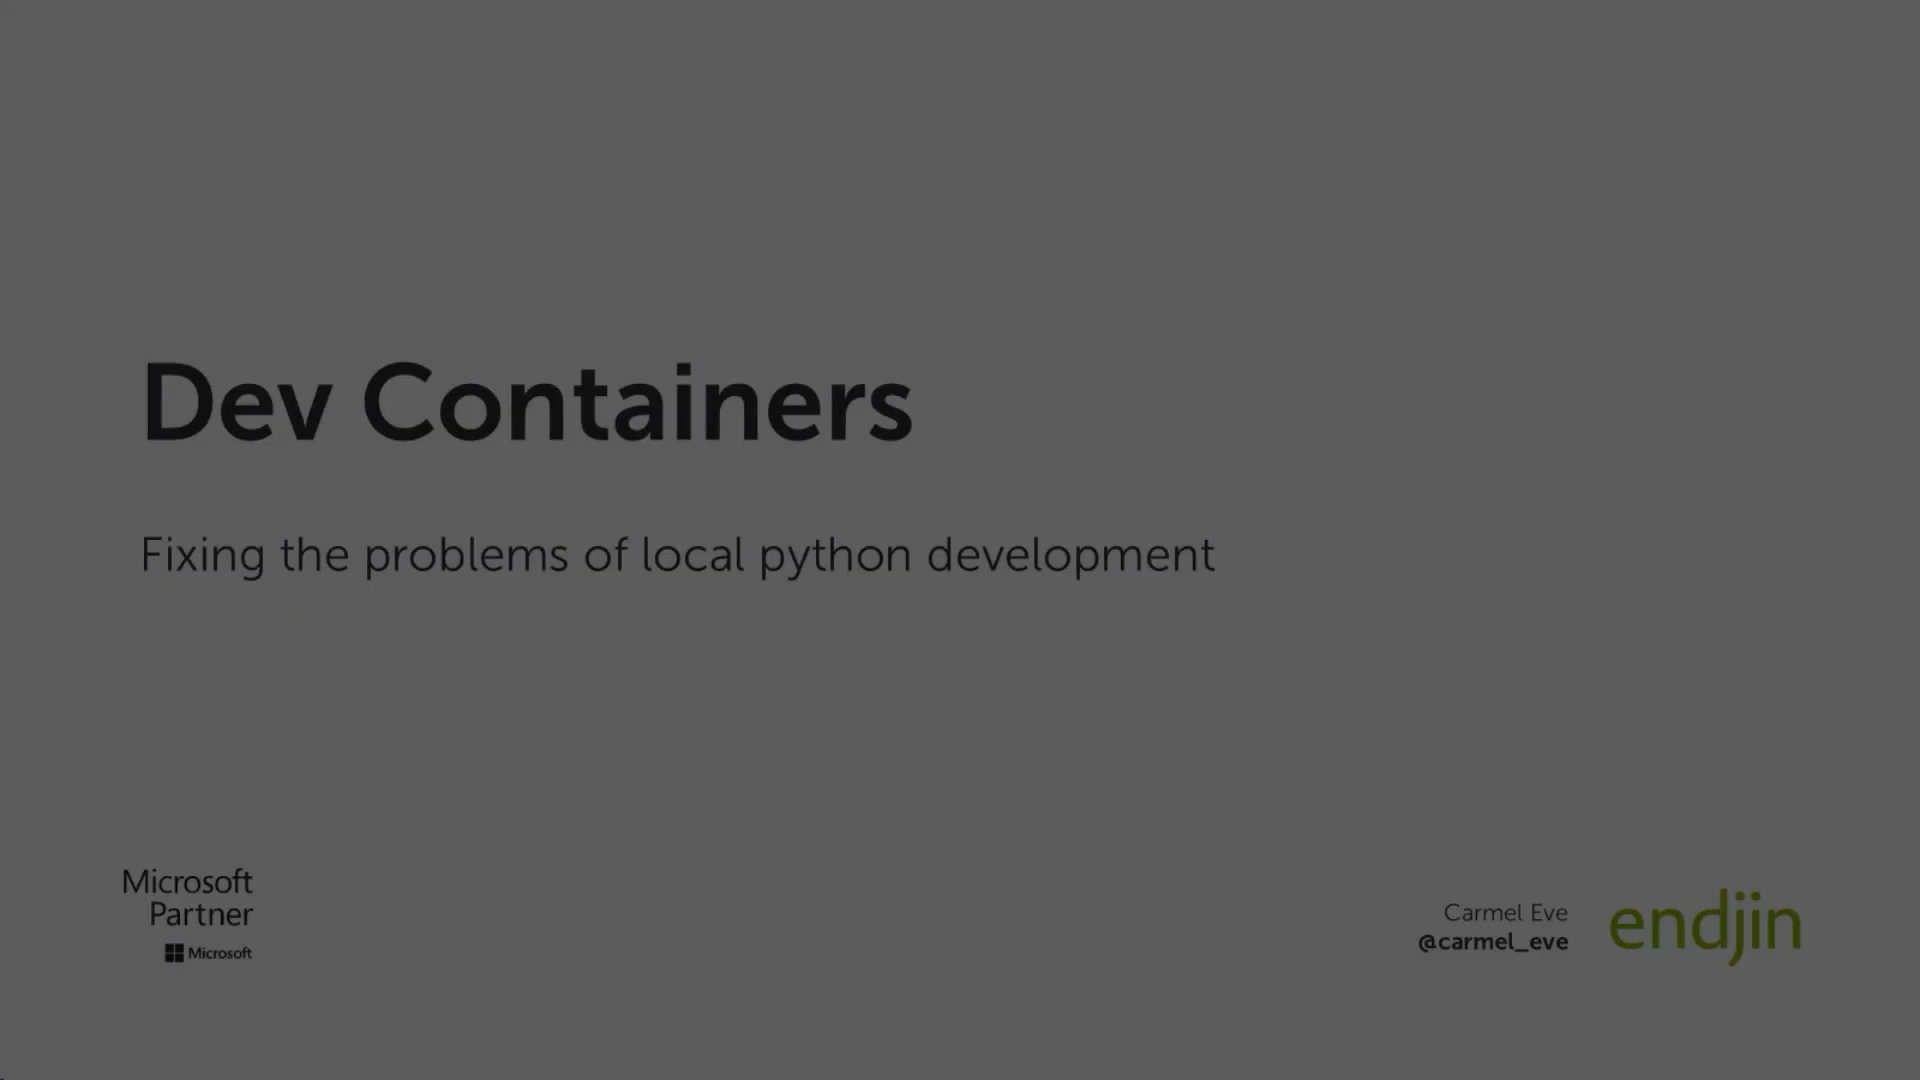 Dev Containers
Fixing the problems of local python development
Microsoft
Partner
Microsoft
Carmel Eve
@carmel_eve
endjin